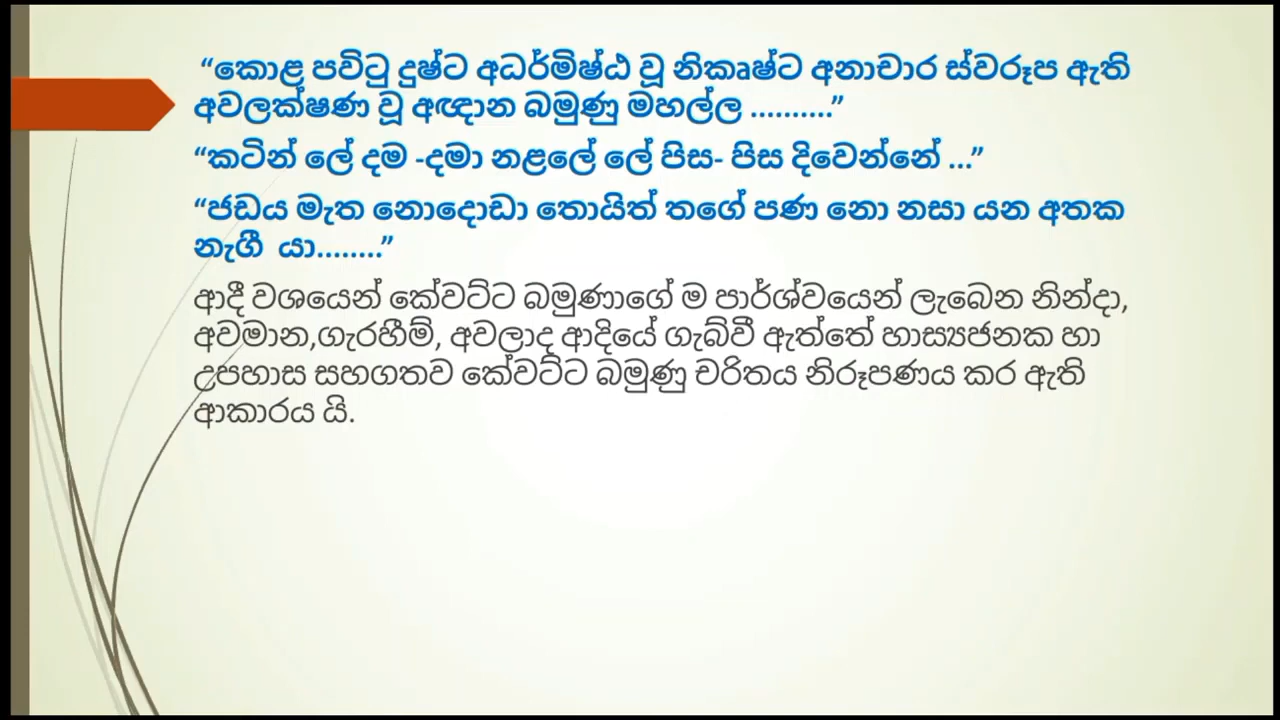 “කොළ පවිටු දුෂ්ට අධර්මිෂ්ඨ වූ නිකෘෂ්ට අනාචාර ස්වරූප ඇති
අවලක්ෂණ වූ අඥාන බමුණු මහල්ල ..........”
“කටින් ලේ දම -දමා නළලේ ලේ පිස- පිස දිවෙන්නේ ...”
“ජඩය මැත නොදොඩා තොයිත් තගේ පණ නො නසා යන අතක
නැගී යා........”
ආදී වශයෙන් කේවට්ට බමුණාගේ ම පාර්ශ්වයෙන් ලැබෙන නින්දා,
අවමාන,ගැරහීම්, අවලාද ආදියේ ගැබ්වී ඇත්තේ හාස්‍යජනක හා
උපහාස සහගතව කේවට්ට බමුණු චරිතය නිරූපණය කර ඇති
ආකාරය යි.